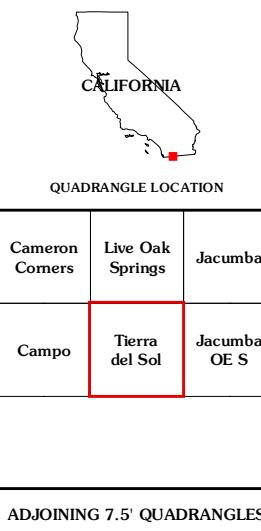 CALIFORNIA
QUADRANGLE LOCATION
Cameron
Corners
Live Oak
Springs
Jacumba
Campo
Tierra
del Sol
Jacumba
OE S
ADJOINING 7.5' QUADRANGLES